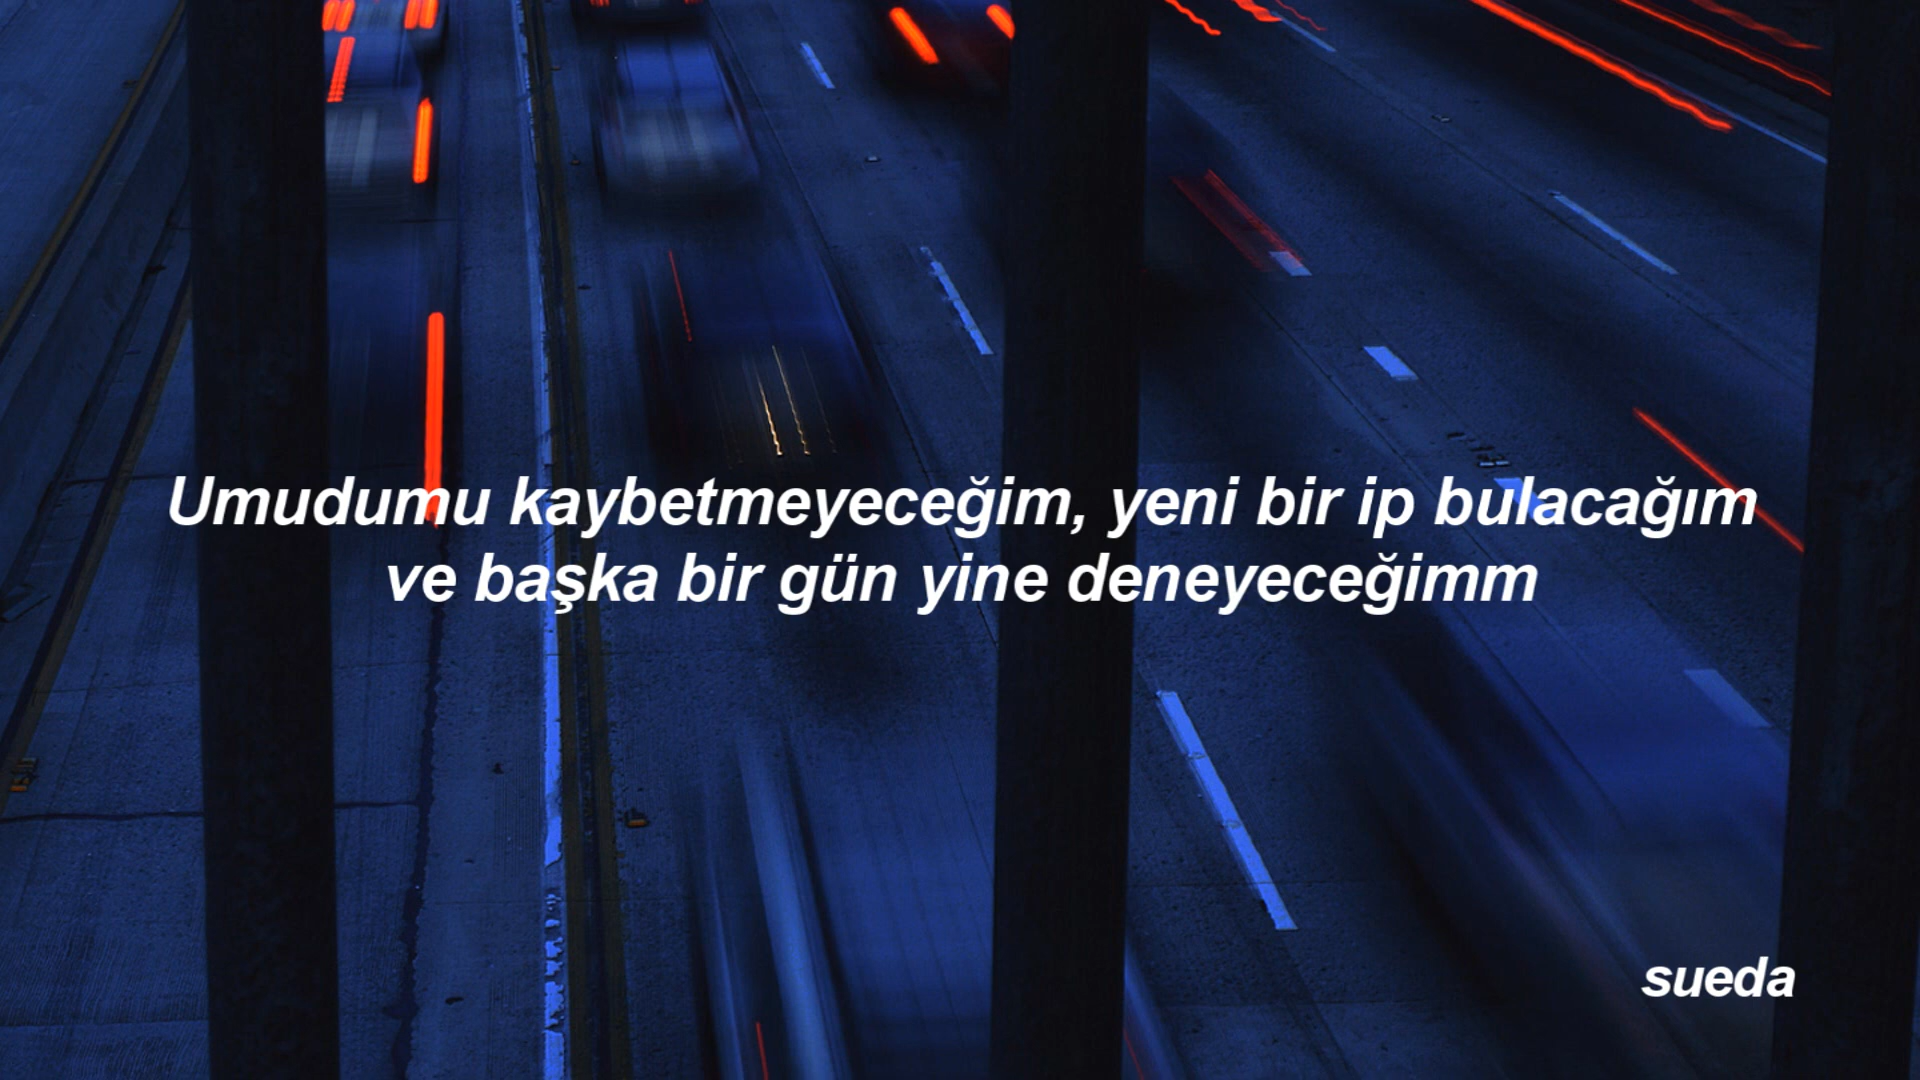 Umudumu kaybetmeyeceğim, yeni bir ip bulacağım
ve başka bir gün yine deneyeceğimm
sueda